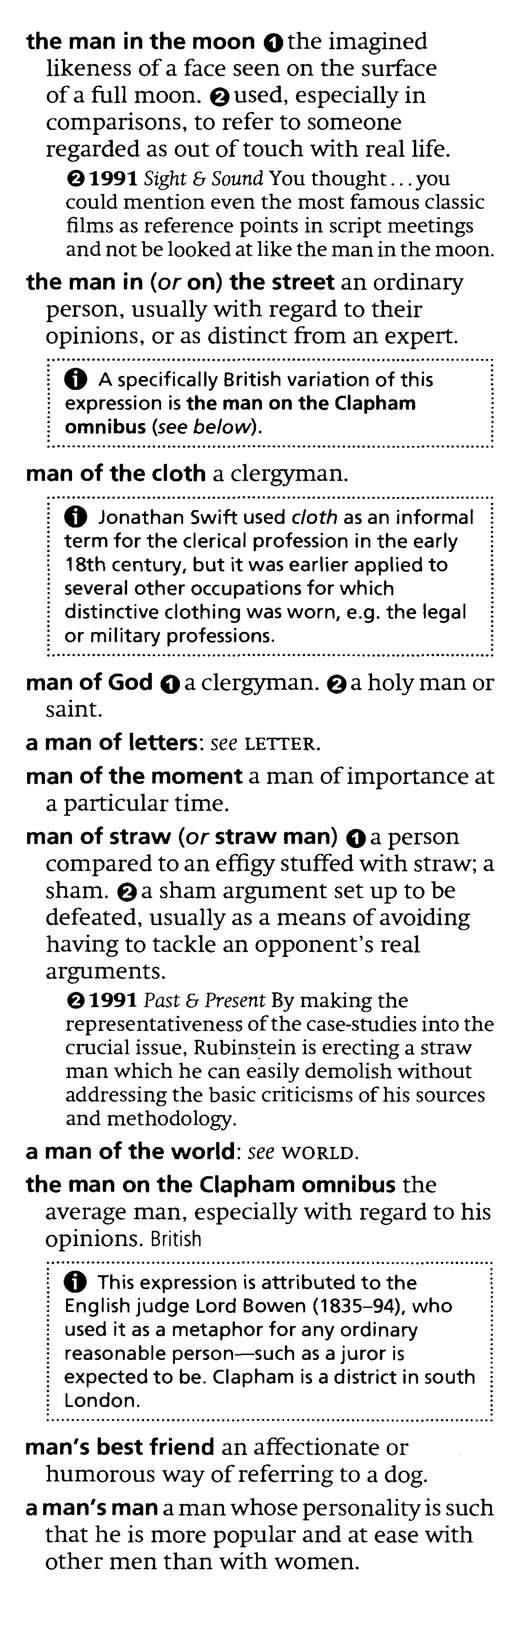 the man in the moon ❶ the imagined
likeness of a face seen on the surface
of a full moon. ❷ used, especially in
comparisons, to refer to someone
regarded as out of touch with real life.
❷ 1991 Sight & Sound You thought…you
could mention even the most famous classic
films as reference points in script meetings
and not be looked at like the man in the moon.
the man in (or on) the street an ordinary
person, usually with regard to their
opinions, or as distinct from an expert.
ℹ A specifically British variation of this
expression is the man on the Clapham
omnibus (see below).
man of the cloth a clergyman.
ℹ Jonathan Swift used cloth as an informal
term for the clerical profession in the early
18th century, but it was earlier applied to
several other occupations for which
distinctive clothing was worn, e.g. the legal
or military professions.
man of God ❶ a clergyman. ❷ a holy man or
saint.
a man of letters: see LETTER.
man of the moment a man of importance at
a particular time.
man of straw (or straw man) ❶ a person
compared to an effigy stuffed with straw; a
sham. ❷ a sham argument set up to be
defeated, usually as a means of avoiding
having to tackle an opponent's real
arguments.
❷ 1991 Past & Present By making the
representativeness of the case-studies into the
crucial issue, Rubinstein is erecting a straw
man which he can easily demolish without
addressing the basic criticisms of his sources
and methodology.
a man of the world: see WORLD.
the man on the Clapham omnibus the
average man, especially with regard to his
opinions. British
ℹ This expression is attributed to the
English judge Lord Bowen (1835–94), who
used it as a metaphor for any ordinary
reasonable person—such as a juror is
expected to be. Clapham is a district in south
London.
man's best friend an affectionate or
humorous way of referring to a dog.
a man's man a man whose personality is such
that he is more popular and at ease with
other men than with women.